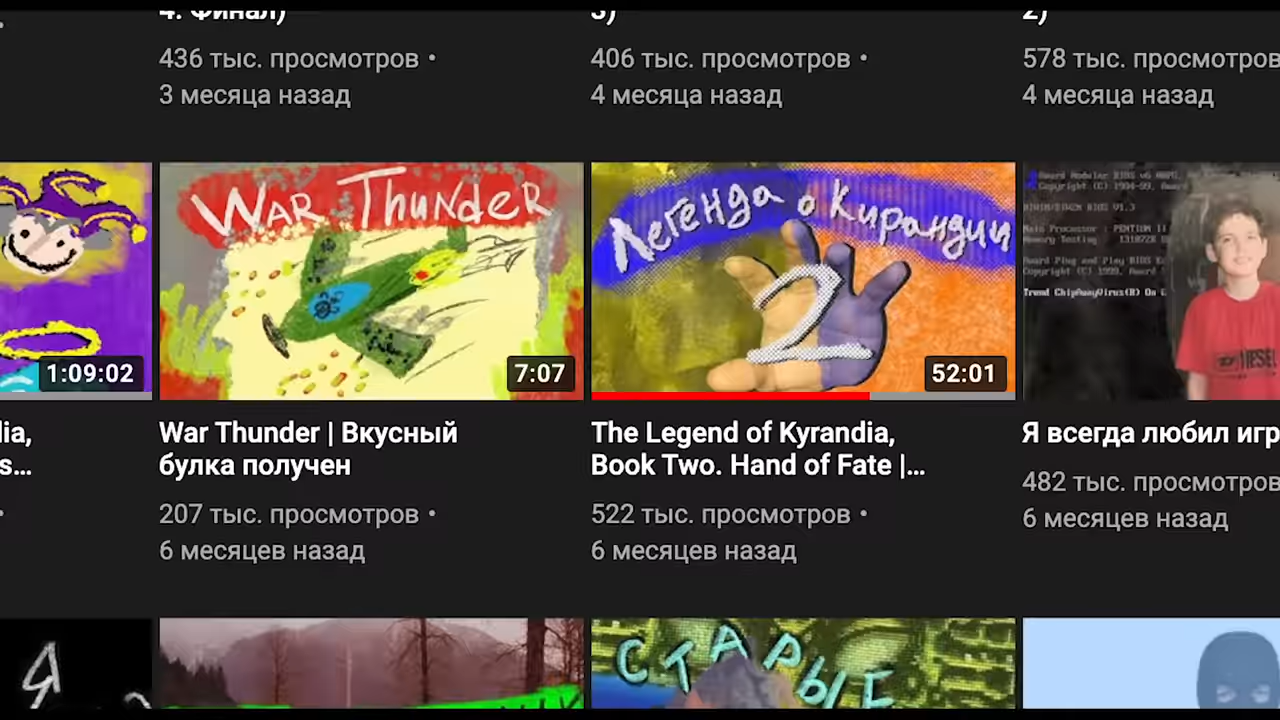 4. Финал)
3)
2)
436 тыс. просмотров •
406 тыс. просмотров •
578 тыс. просмотров
3 месяца назад
4 месяца назад
4 месяца назад
WAR THUNDER
Легенда о Кирандии
2
1:09:02
7:07
52:01
Trend ChipAwayVirus(R) On
War Thunder | Вкусный
булка получен
The Legend of Kyrandia,
Book Two. Hand of Fate |...
Я всегда любил игр
207 тыс. просмотров •
6 месяцев назад
522 тыс. просмотров •
6 месяцев назад
482 тыс. просмотров
6 месяцев назад
Я
СТАРЫЕ